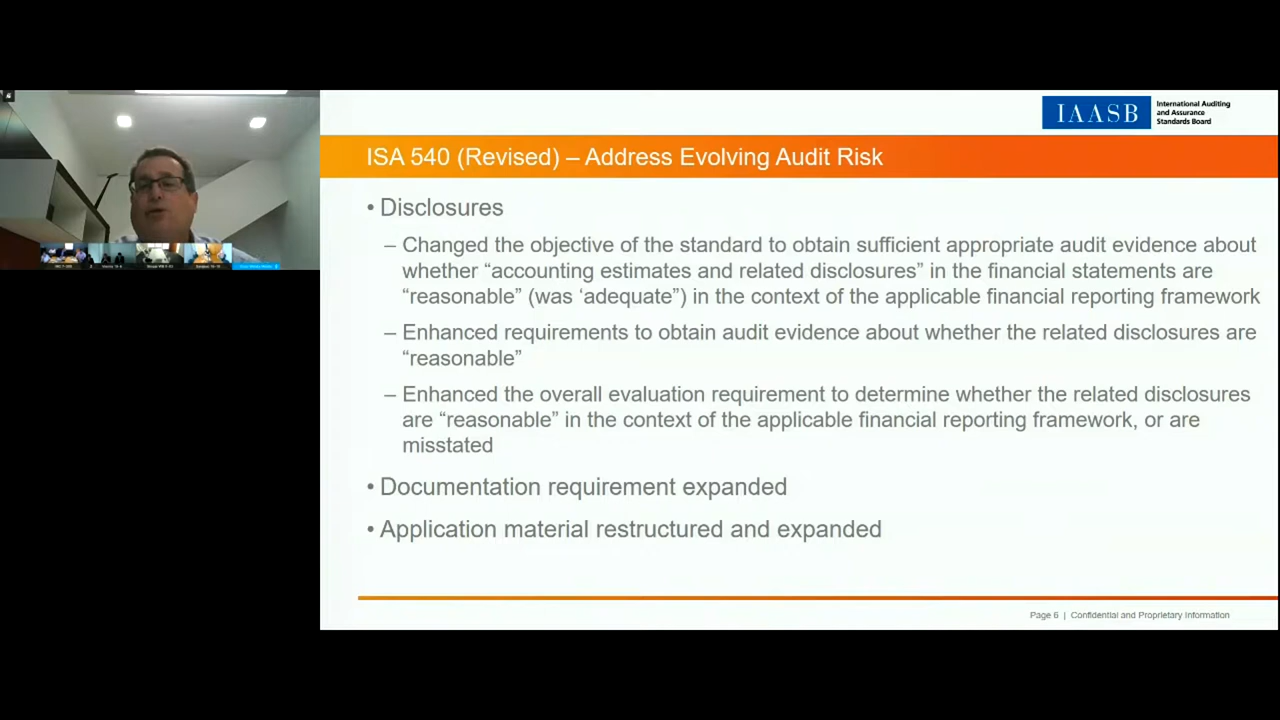 IAASB
International Auditing
and Assurance
Standards Board
ISA 540 (Revised) – Address Evolving Audit Risk
• Disclosures
– Changed the objective of the standard to obtain sufficient appropriate audit evidence about
whether “accounting estimates and related disclosures” in the financial statements are
“reasonable” (was ‘adequate”) in the context of the applicable financial reporting framework
– Enhanced requirements to obtain audit evidence about whether the related disclosures are
“reasonable”
– Enhanced the overall evaluation requirement to determine whether the related disclosures
are “reasonable” in the context of the applicable financial reporting framework, or are
misstated
• Documentation requirement expanded
• Application material restructured and expanded
Page 6 | Confidential and Proprietary Information